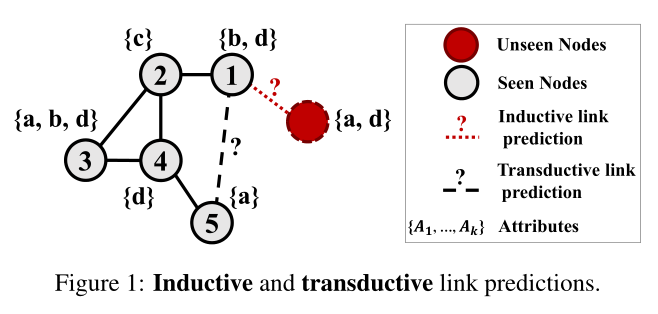 {c}
{b, d}
2
1
?
{a, b, d}
{a, d}
?
3
4
{d}
{a}
5
Unseen Nodes
Seen Nodes
?
Inductive link
prediction
?
Transductive link
prediction
{A₁, ..., Aₖ} Attributes
Figure 1: Inductive and transductive link predictions.